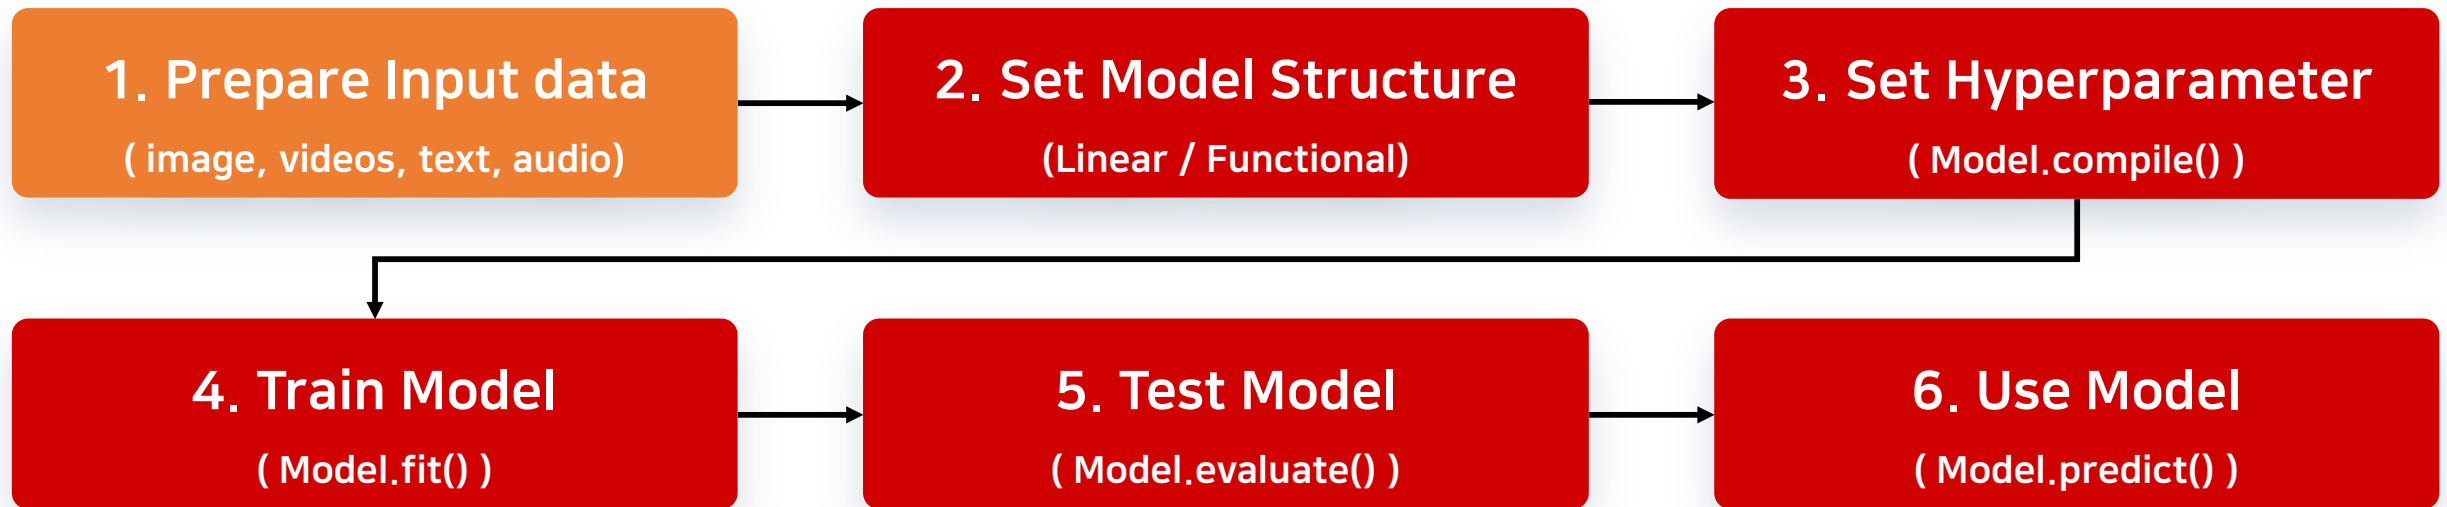 1. Prepare Input data
( image, videos, text, audio)
2. Set Model Structure
(Linear / Functional)
3. Set Hyperparameter
( Model.compile() )
4. Train Model
( Model.fit() )
5. Test Model
( Model.evaluate() )
6. Use Model
( Model.predict() )